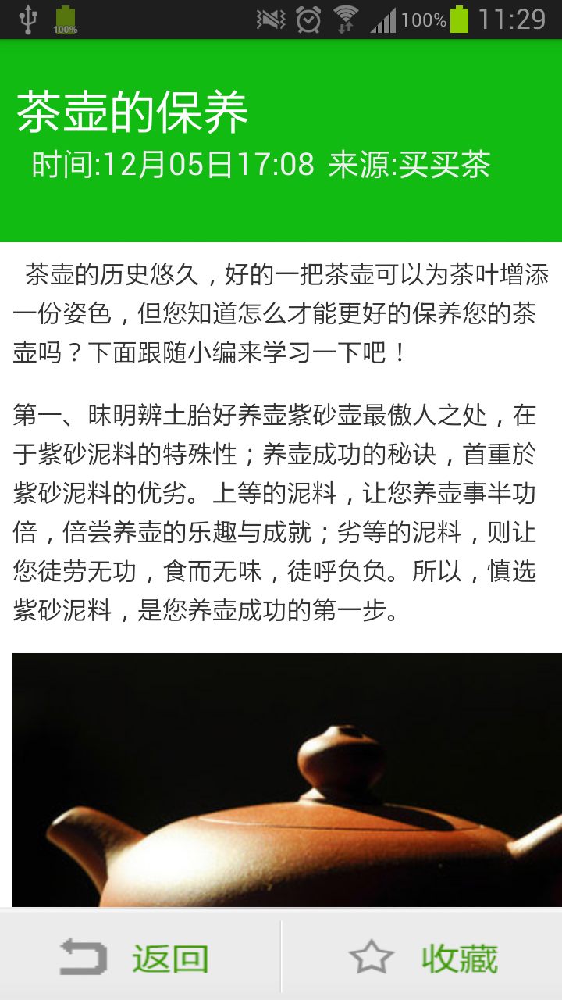 100%
100%
11:29
茶壶的保养
时间:12月05日17:08 来源:买买茶
茶壶的历史悠久，好的一把茶壶可以为茶叶增添
一份姿色，但您知道怎么才能更好的保养您的茶
壶吗？下面跟随小编来学习一下吧！
第一、昩明辨土胎好养壶紫砂壶最傲人之处，在
于紫砂泥料的特殊性；养壶成功的秘诀，首重於
紫砂泥料的优劣。上等的泥料，让您养壶事半功
倍，倍尝养壶的乐趣与成就；劣等的泥料，则让
您徒劳无功，食而无味，徒呼负负。所以，慎选
紫砂泥料，是您养壶成功的第一步。
返回
收藏